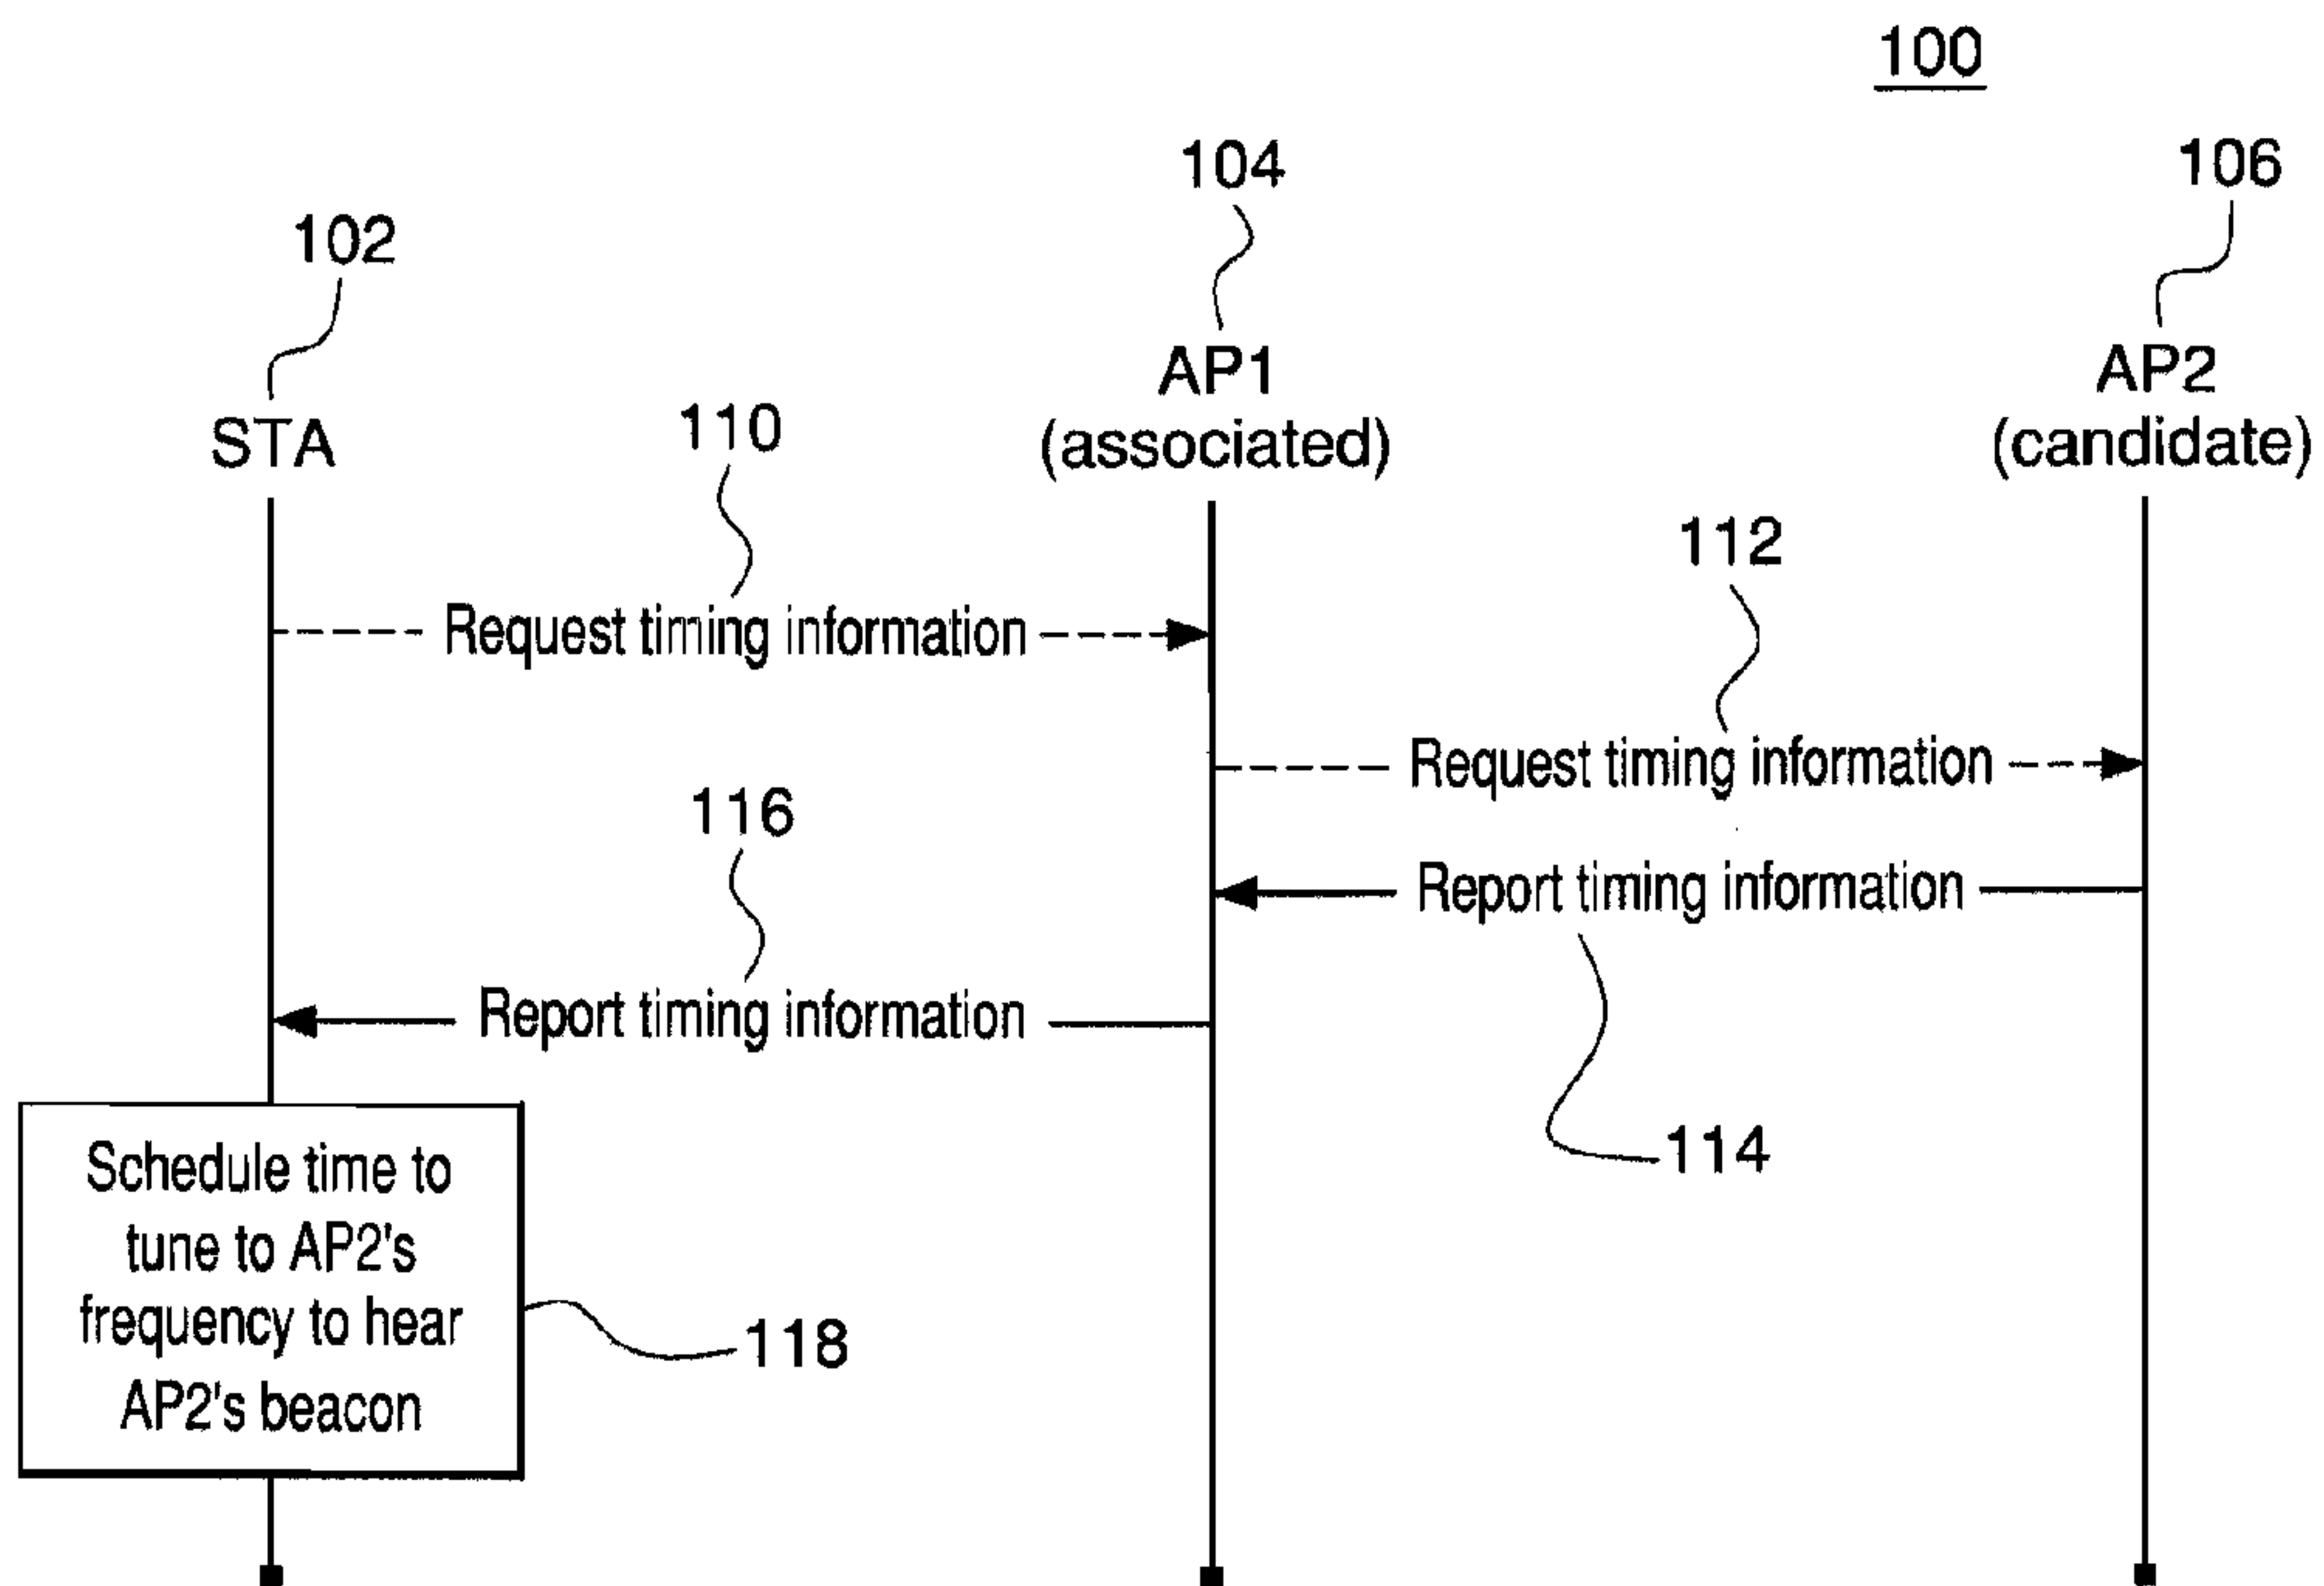 100
104
106
102
AP1
(associated)
AP2
(candidate)
STA
110
112
Request timing information
Request timing information
116
Report timing information
Report timing information
114
Schedule time to
tune to AP2's
frequency to hear
AP2's beacon
118